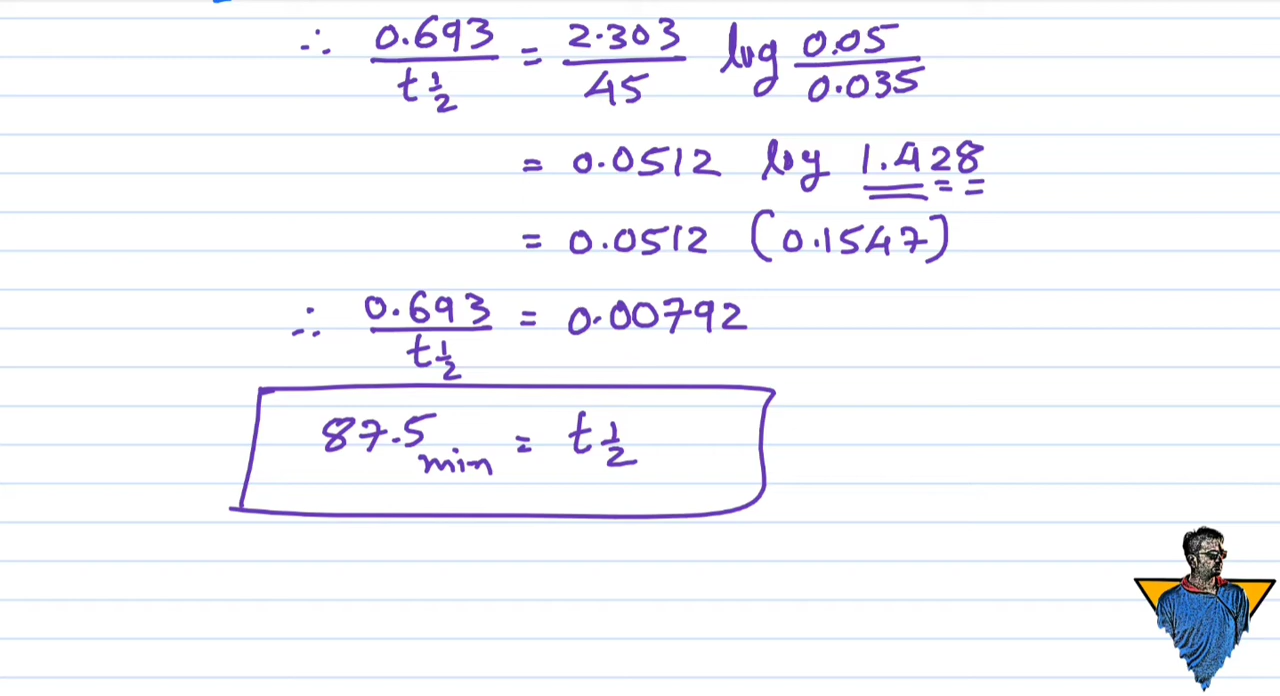 ∴ 0.693/t½ = 2.303/45 log 0.05/0.035
= 0.0512 log 1.428
= 0.0512 (0.1547)
∴ 0.693/t½ = 0.00792
87.5 min = t½